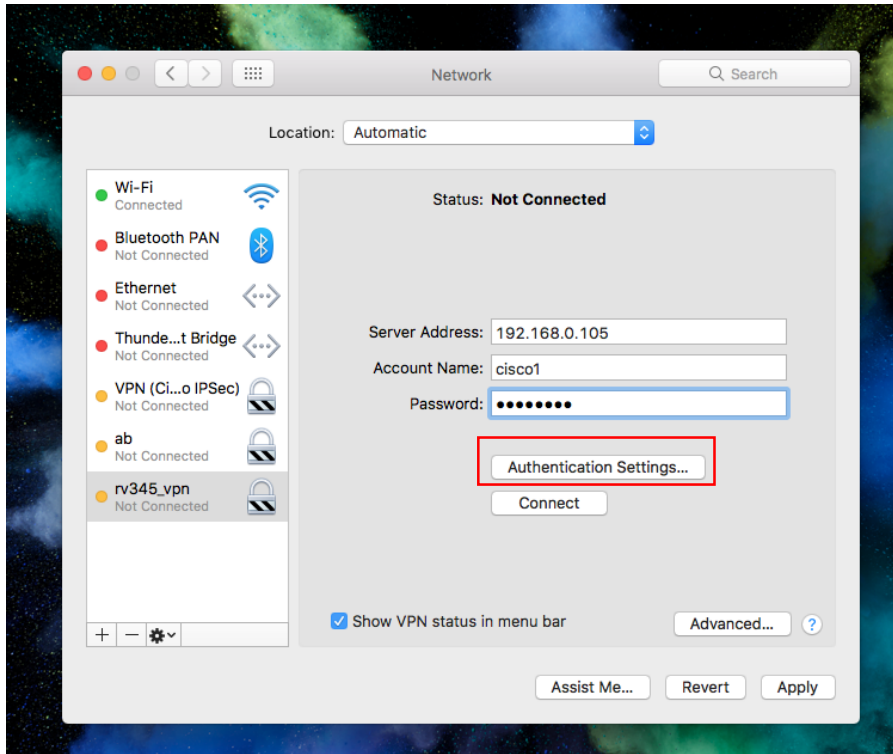 Network
Search
Location: Automatic
Wi-Fi
Connected
Bluetooth PAN
Not Connected
Ethernet
Not Connected
Thunde...t Bridge
Not Connected
VPN (Ci...o IPSec)
Not Connected
ab
Not Connected
rv345_vpn
Not Connected
Status: Not Connected
Server Address: 192.168.0.105
Account Name: cisco1
Password: ••••••••
Authentication Settings...
Connect
Show VPN status in menu bar
Advanced...
?
Assist Me...
Revert
Apply